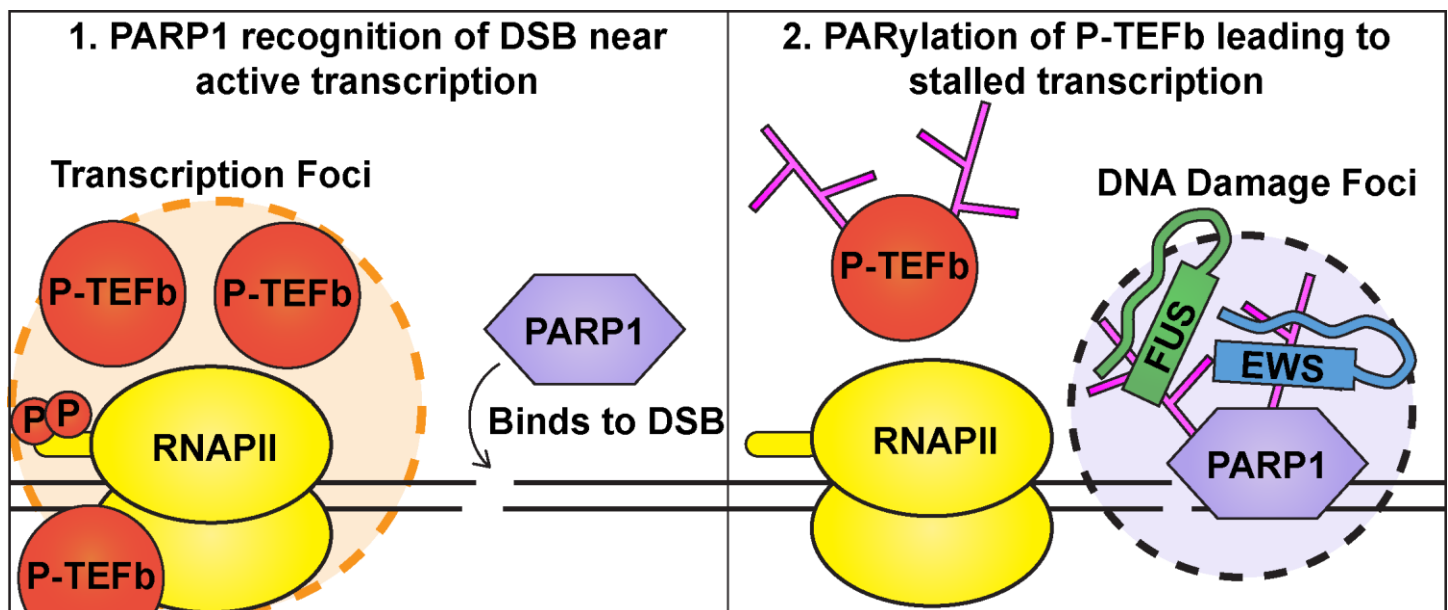 1. PARP1 recognition of DSB near
active transcription
Transcription Foci
P-TEFb
P-TEFb
PARP1
P
P
RNAPII
Binds to DSB
P-TEFb
2. PARylation of P-TEFb leading to
stalled transcription
DNA Damage Foci
P-TEFb
FUS
EWS
RNAPII
PARP1